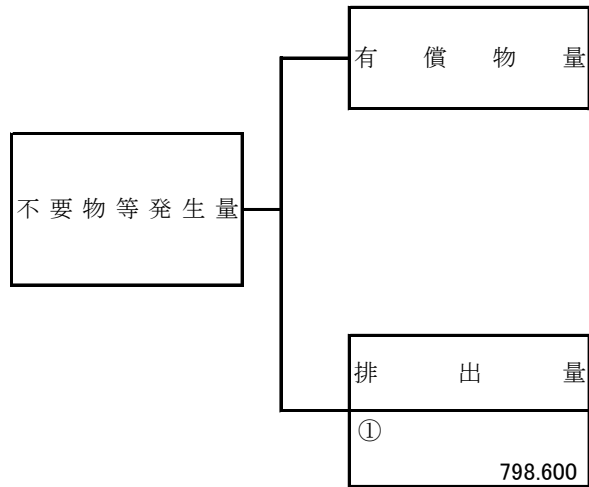 有償物量
不要物等発生量
排出量
①
798.600